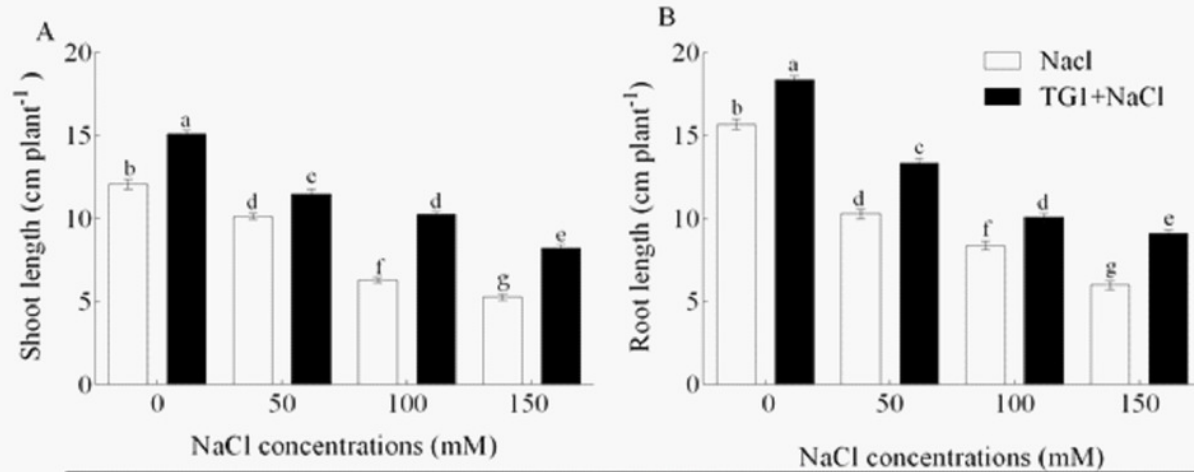 A
20
15
10
5
0
Shoot length (cm plant⁻¹)
b
a
d
c
f
d
g
e
0 50 100 150
NaCl concentrations (mM)
B
20
15
10
5
0
Root length (cm plant⁻¹)
Nacl
TG1+NaCl
b
a
d
c
f
d
g
e
0 50 100 150
NaCl concentrations (mM)